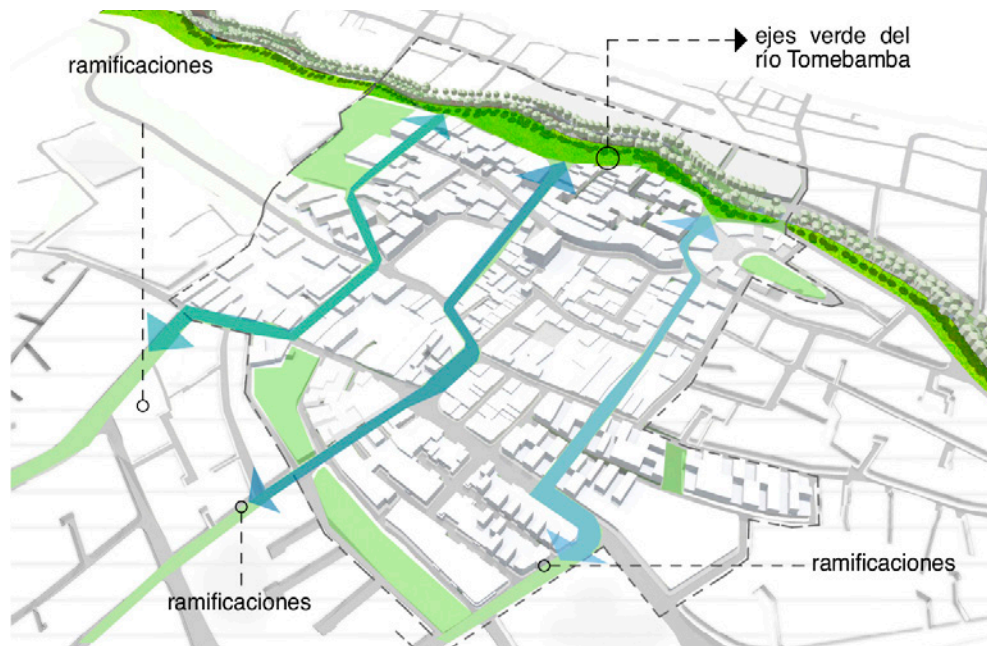 ejes verde del
río Tomebamba
ramificaciones
ramificaciones
ramificaciones